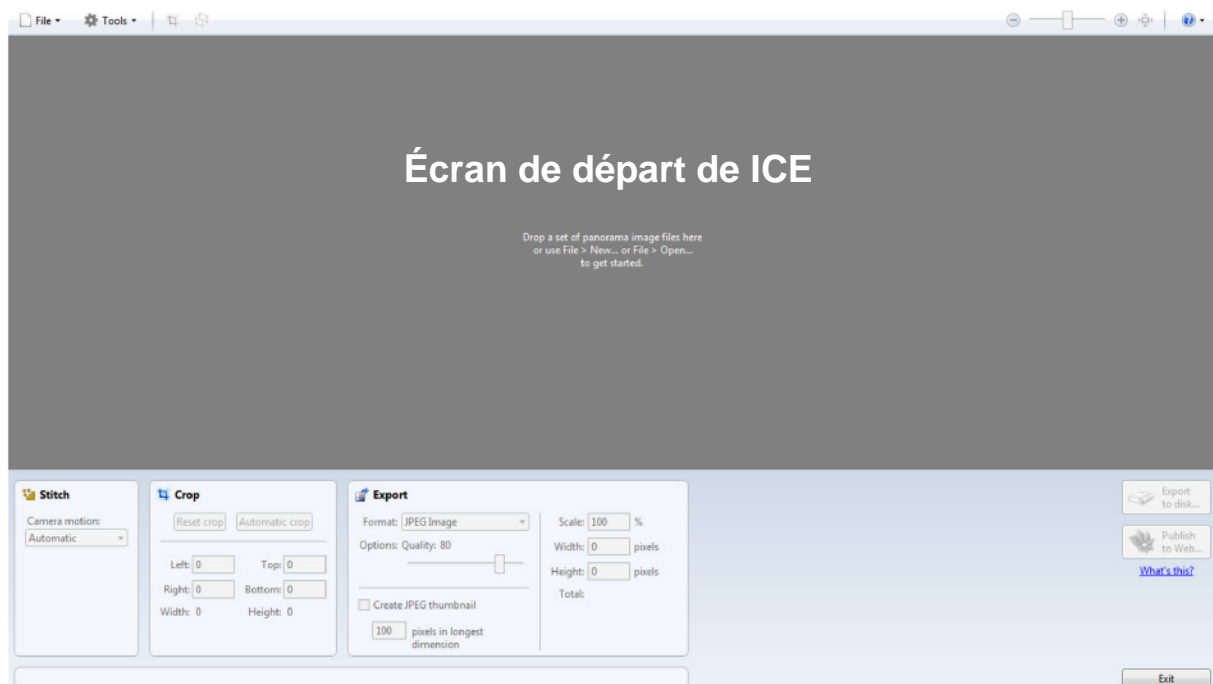 File Tools
Écran de départ de ICE
Drop a set of panorama image files here
or use File > New... or File > Open...
to get started.
Stitch
Camera motion:
Automatic
Crop
Reset crop Automatic crop
Left: 0 Top: 0
Right: 0 Bottom: 0
Width: 0 Height: 0
Export
Format: JPEG Image
Options: Quality: 80
Create JPEG thumbnail
100 pixels in longest
dimension
Scale: 100 %
Width: 0 pixels
Height: 0 pixels
Total:
Export
to disk...
Publish
to Web...
What's this?
Exit